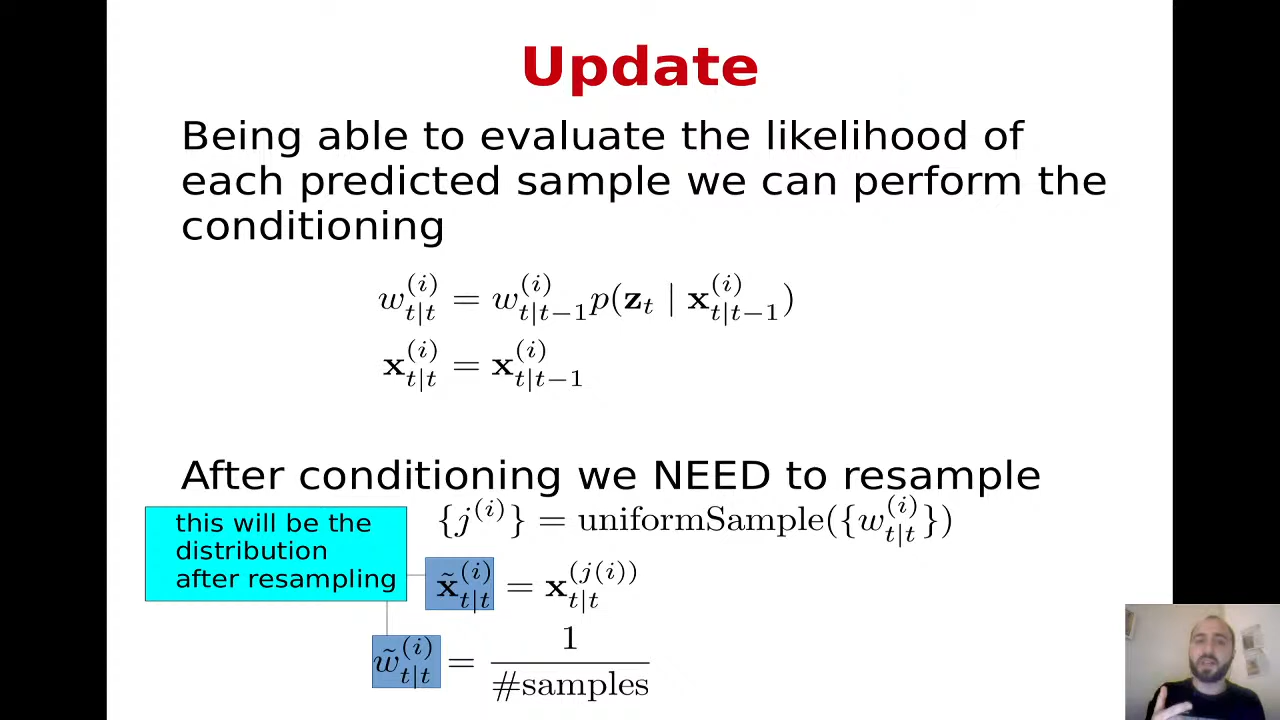 Update
Being able to evaluate the likelihood of
each predicted sample we can perform the
conditioning
w_{t|t}^{(i)} = w_{t|t−1}^{(i)} p(z_t | x_{t|t−1}^{(i)})
x_{t|t}^{(i)} = x_{t|t−1}^{(i)}
After conditioning we NEED to resample
{j^{(i)}} = uniformSample({w_{t|t}^{(i)}})
this will be the
distribution
after resampling
x̃_{t|t}^{(i)} = x_{t|t}^{(j(i))}
w̃_{t|t}^{(i)} = 1 / #samples